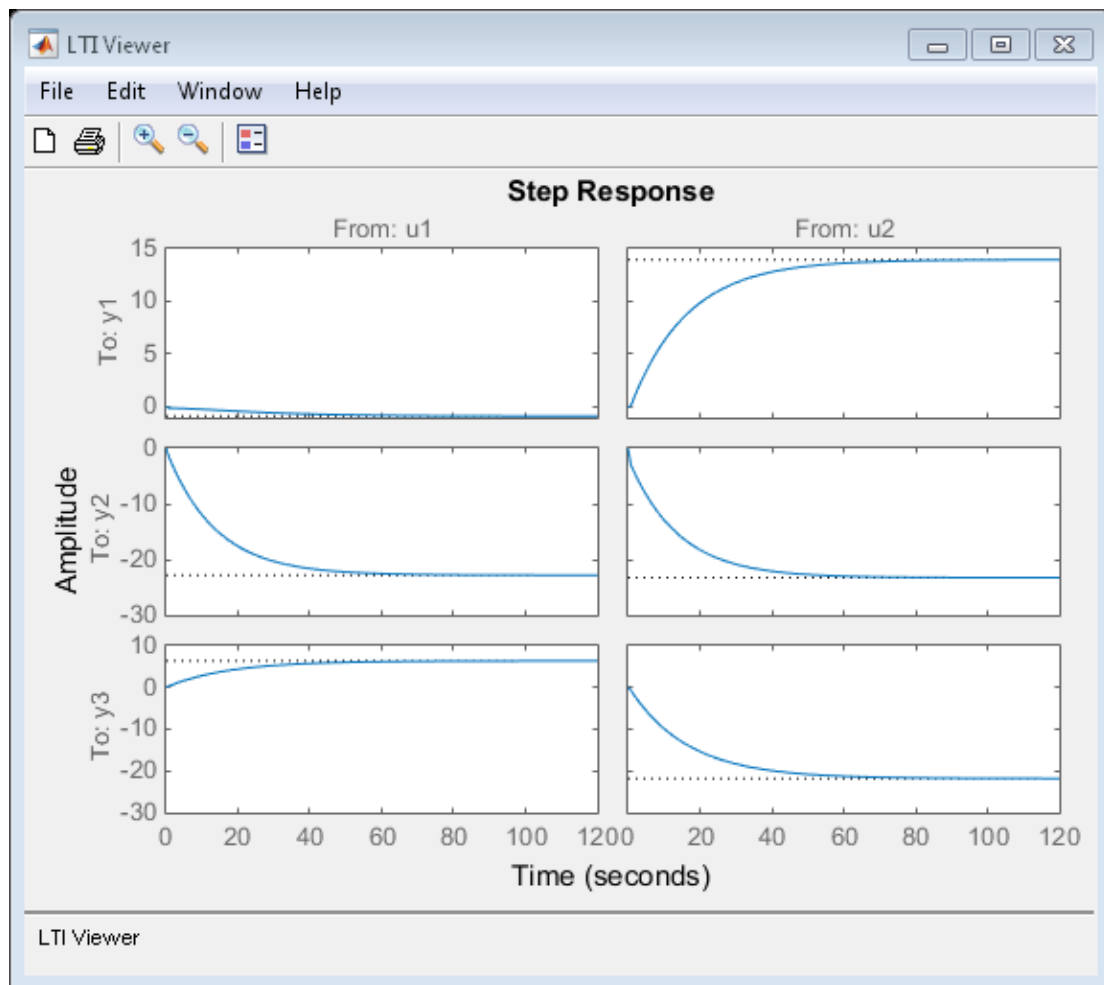 LTI Viewer
File Edit Window Help
Step Response
From: u1 From: u2
Amplitude
To: y1
15
10
5
0
To: y2
0
-10
-20
-30
To: y3
10
0
-10
-20
-30
0 20 40 60 80 100 120 0 20 40 60 80 100 120
Time (seconds)
LTI Viewer